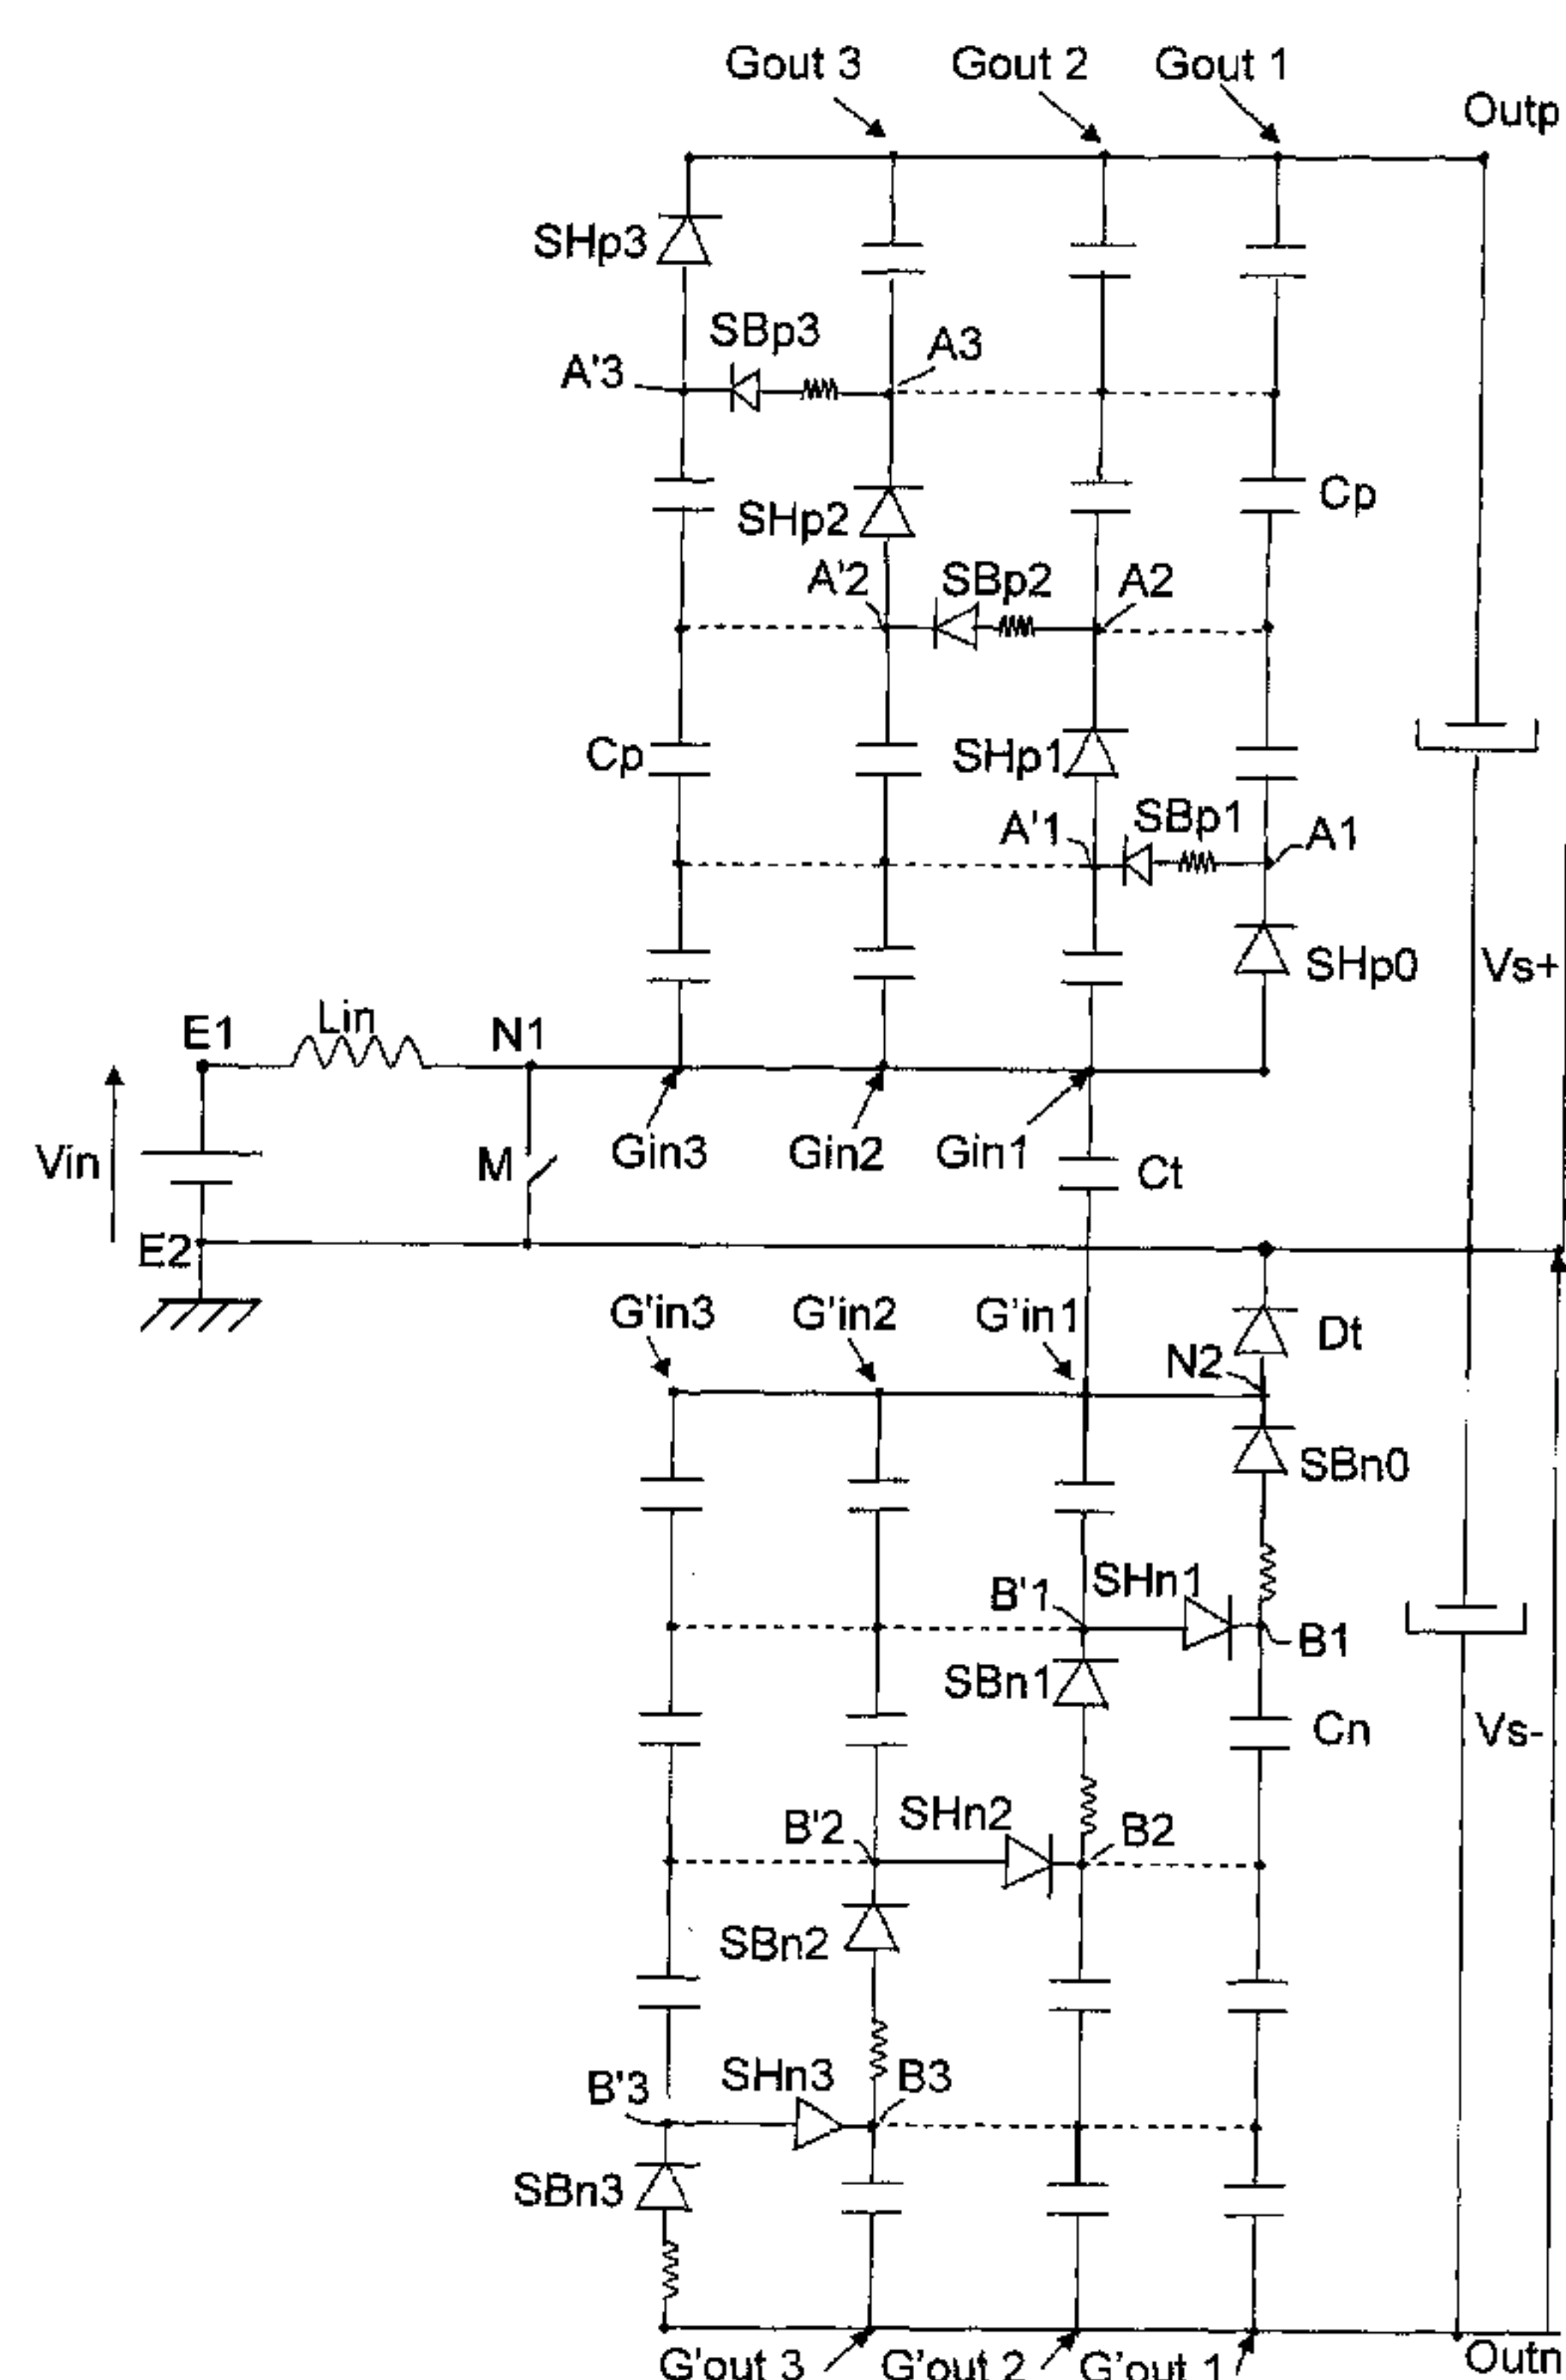 Gout 3 Gout 2 Gout 1
Outp
SHp3
SBp3 A3
A'3
Cp
SHp2
A'2 SBp2 A2
Cp SHp1
A'1 SBp1 A1
SHp0 Vs+
E1 Lin N1
Vin M Gin3 Gin2 Gin1 Ct
E2
G'in3 G'in2 G'in1 Dt
N2
SBn0
B'1 SHn1 B1
SBn1
Cn Vs-
B'2 SHn2 B2
SBn2
B'3 SHn3 B3
SBn3
G'out 3 G'out 2 G'out 1 Outn